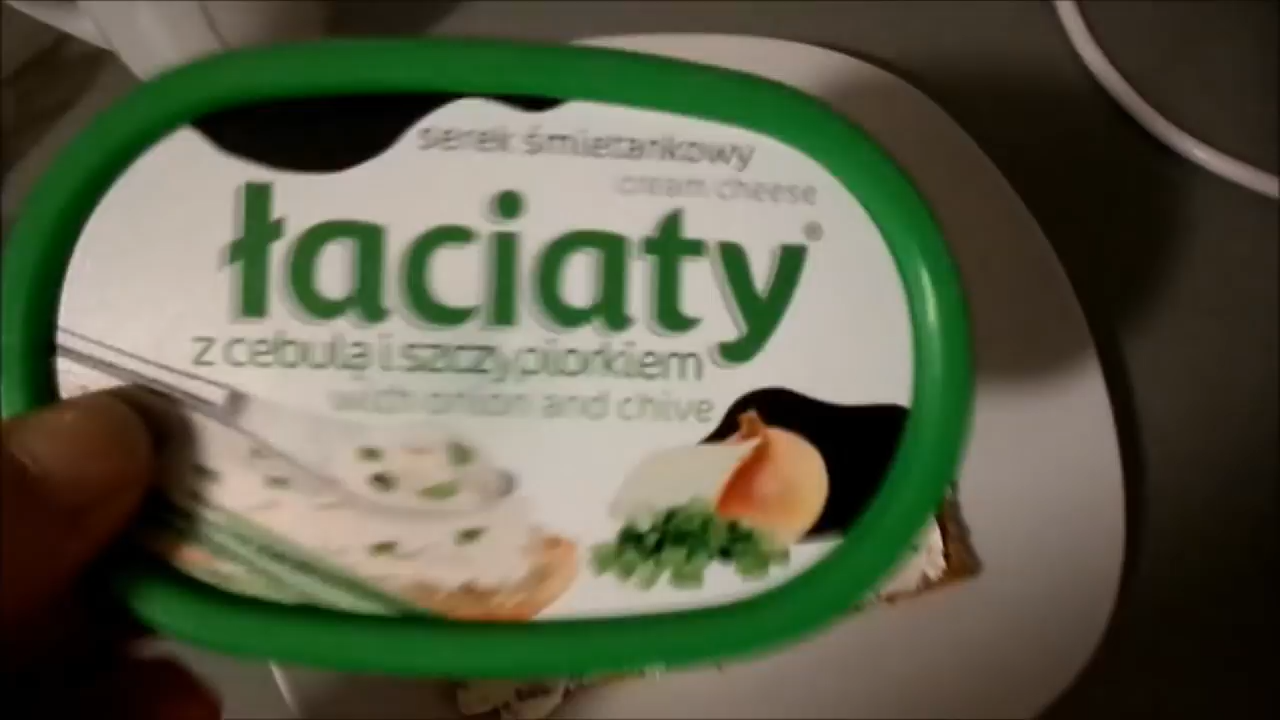 serek śmietankowy
cream cheese
łaciaty®
z cebulą i szczypiorkiem
with onion and chive